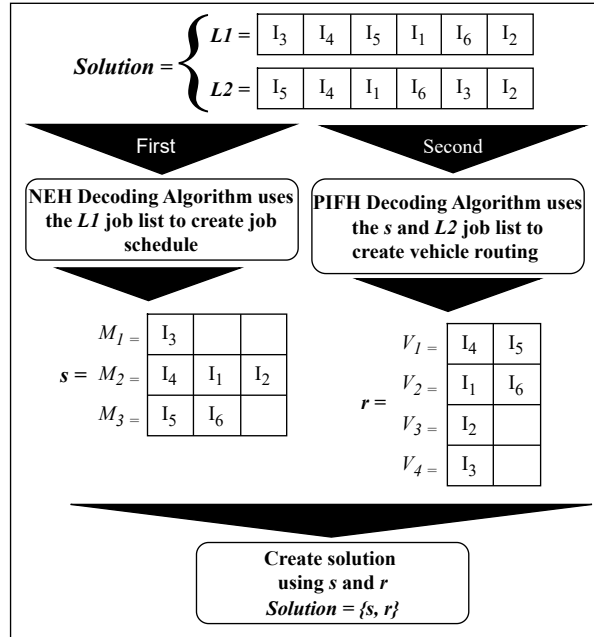 Solution =
L1 = I3 I4 I5 I1 I6 I2
L2 = I5 I4 I1 I6 I3 I2
First
Second
NEH Decoding Algorithm uses
the L1 job list to create job
schedule
PIFH Decoding Algorithm uses
the s and L2 job list to
create vehicle routing
s =
M1 = I3
M2 = I4 I1 I2
M3 = I5 I6
r =
V1 = I4 I5
V2 = I1 I6
V3 = I2
V4 = I3
Create solution
using s and r
Solution = {s, r}